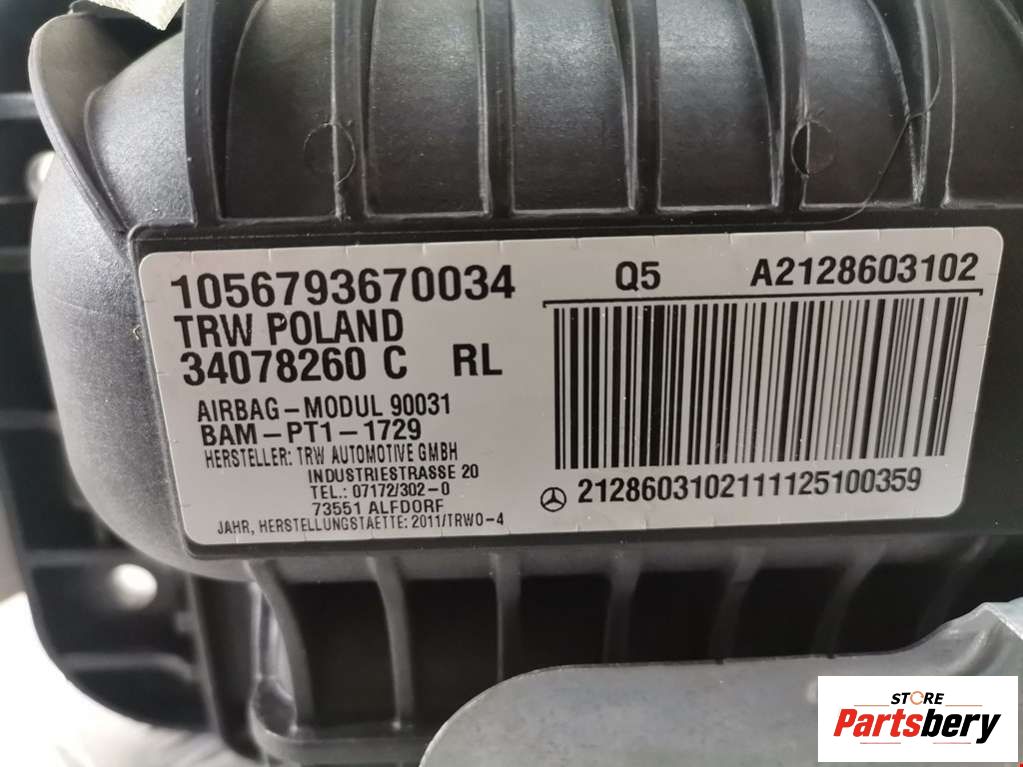 1056793670034
TRW POLAND
34078260 C RL
AIRBAG-MODUL 90031
BAM-PT1-1729
HERSTELLER: TRW AUTOMOTIVE GMBH
INDUSTRIESTRASSE 20
TEL.: 07172/302-0
73551 ALFDORF
JAHR, HERSTELLUNGSTAETTE: 2011/TRWO-4
Q5 A2128603102
2128603102111125100359
STORE
Partsbery